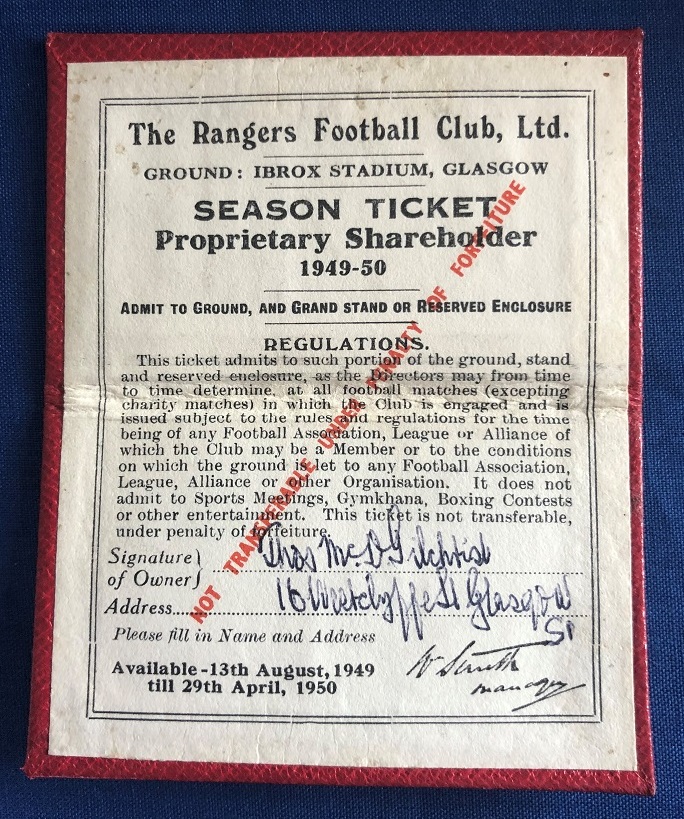 The Rangers Football Club, Ltd.
GROUND: IBROX STADIUM, GLASGOW
SEASON TICKET
Proprietary Shareholder
1949-50
ADMIT TO GROUND, AND GRAND STAND OR RESERVED ENCLOSURE
REGULATIONS.
This ticket admits to such portion of the ground, stand
and reserved enclosure, as the Directors may from time
to time determine, at all football matches (excepting
charity matches) in which the Club is engaged and is
issued subject to the rules and regulations for the time
being of any Football Association, League or Alliance of
which the Club may be a Member or to the conditions
on which the ground is let to any Football Association,
League, Alliance or other Organisation. It does not
admit to Sports Meetings, Gymkhana, Boxing Contests
or other entertainment. This ticket is not transferable,
under penalty of forfeiture.
NOT TRANSFERABLE UNDER PENALTY OF FORFEITURE
Signature } Thos McD Gilchrist
of Owner }
Address 16 St Glasgow
S1
Please fill in Name and Address
Available-13th August, 1949
till 29th April, 1950
W Struth
manager